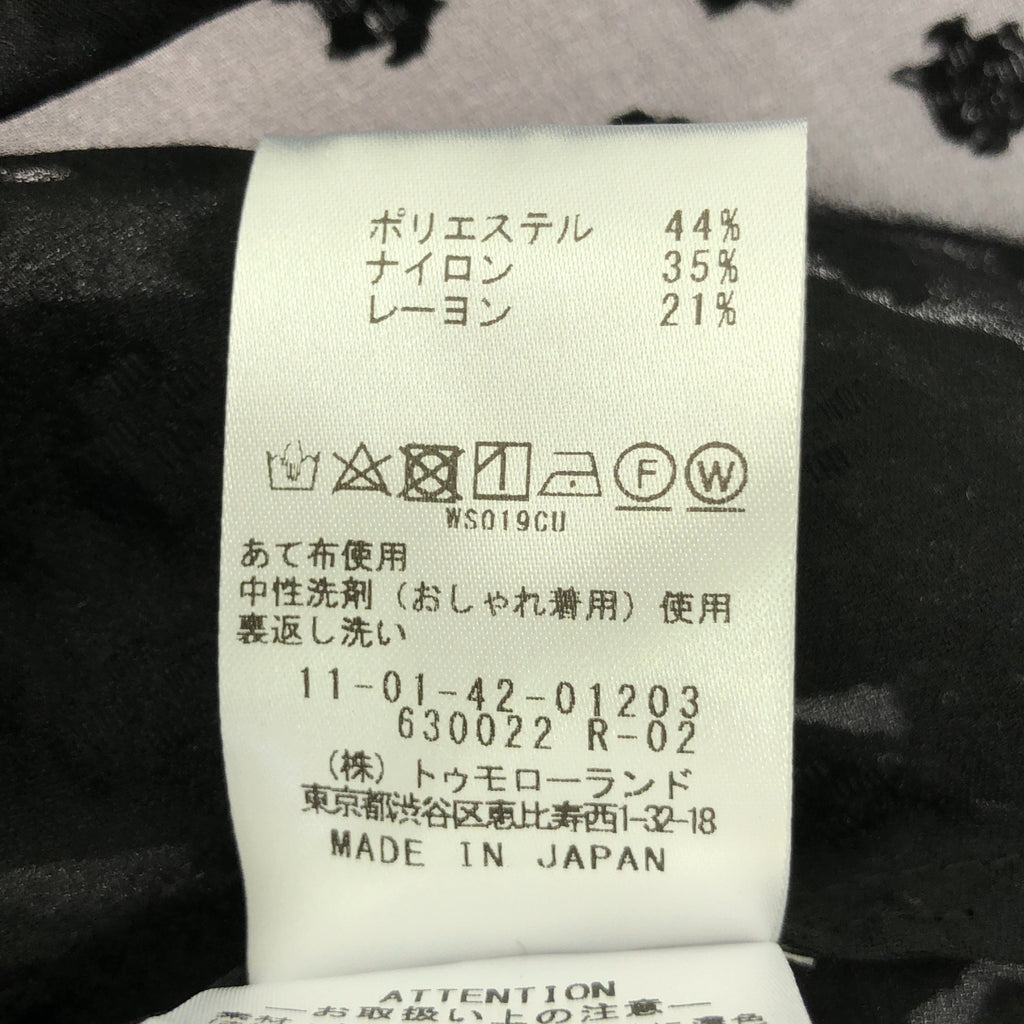 ポリエステル 44%
ナイロン 35%
レーヨン 21%
F W
WS019CU
あて布使用
中性洗剤（おしゃれ着用）使用
裏返し洗い
11-01-42-01203
630022 R-02
（株）トゥモローランド
東京都渋谷区恵比寿西1-32-18
MADE IN JAPAN
ATTENTION
お取扱い上の注意